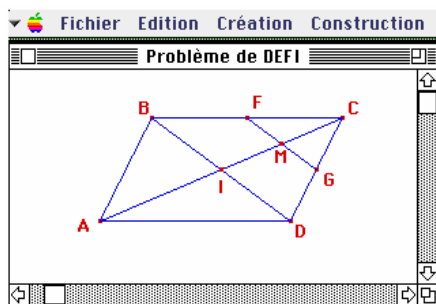 Fichier Edition Création Construction
Problème de DEFI
B F C
M
I G
A D